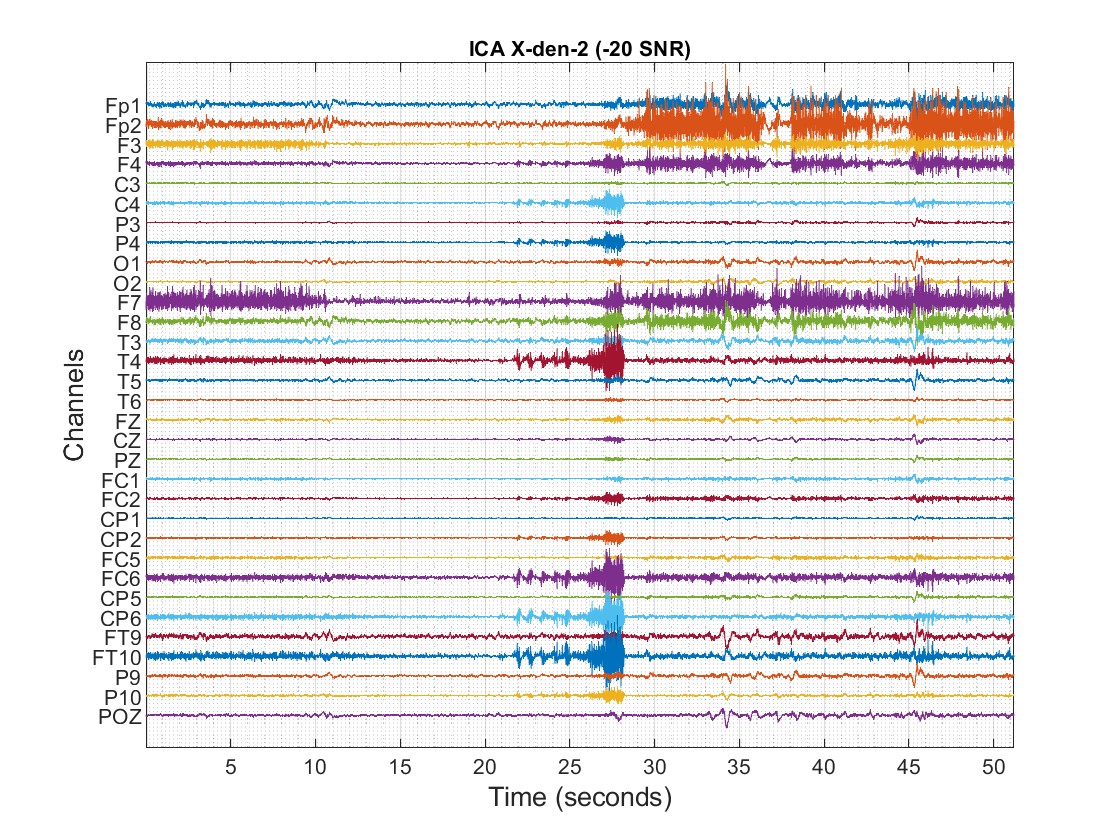 ICA X-den-2 (-20 SNR)
Fp1
Fp2
F3
F4
C3
C4
P3
P4
O1
O2
F7
F8
T3
T4
T5
T6
FZ
CZ
PZ
FC1
FC2
CP1
CP2
FC5
FC6
CP5
CP6
FT9
FT10
P9
P10
POZ
Channels
5 10 15 20 25 30 35 40 45 50
Time (seconds)